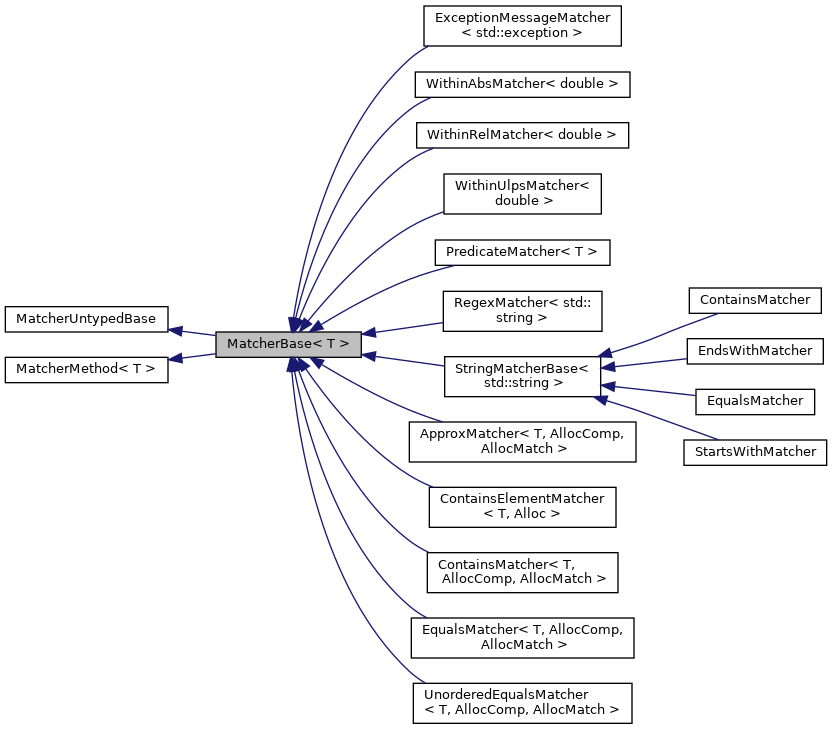 ExceptionMessageMatcher
< std::exception >
WithinAbsMatcher< double >
WithinRelMatcher< double >
WithinUlpsMatcher<
double >
PredicateMatcher< T >
RegexMatcher< std::
string >
MatcherUntypedBase
MatcherMethod< T >
MatcherBase< T >
StringMatcherBase<
std::string >
ContainsMatcher
EndsWithMatcher
EqualsMatcher
StartsWithMatcher
ApproxMatcher< T, AllocComp,
AllocMatch >
ContainsElementMatcher
< T, Alloc >
ContainsMatcher< T,
AllocComp, AllocMatch >
EqualsMatcher< T, AllocComp,
AllocMatch >
UnorderedEqualsMatcher
< T, AllocComp, AllocMatch >